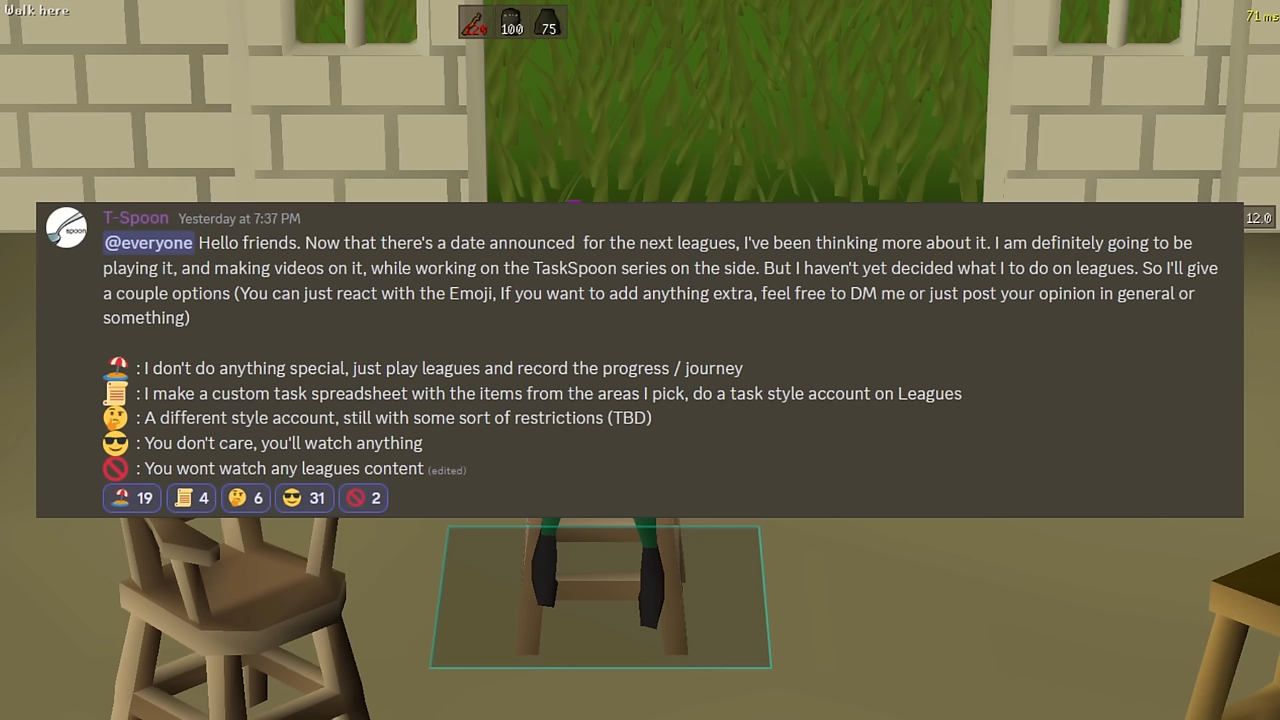 Walk here
120 100 75
71 ms
12.0
spoon
T-Spoon Yesterday at 7:37 PM
@everyone Hello friends. Now that there's a date announced for the next leagues, I've been thinking more about it. I am definitely going to be
playing it, and making videos on it, while working on the TaskSpoon series on the side. But I haven't yet decided what I to do on leagues. So I'll give
a couple options (You can just react with the Emoji, If you want to add anything extra, feel free to DM me or just post your opinion in general or
something)
: I don't do anything special, just play leagues and record the progress / journey
: I make a custom task spreadsheet with the items from the areas I pick, do a task style account on Leagues
: A different style account, still with some sort of restrictions (TBD)
: You don't care, you'll watch anything
: You wont watch any leagues content (edited)
19 4 6 31 2